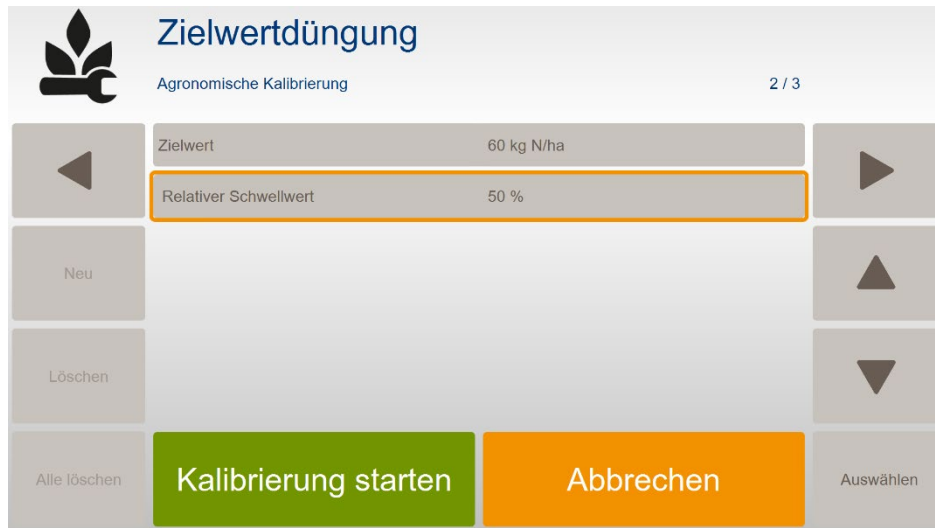 Zielwertdüngung
Agronomische Kalibrierung 2 / 3
Zielwert 60 kg N/ha
Relativer Schwellwert 50 %
Neu
Löschen
Alle löschen
Kalibrierung starten
Abbrechen
Auswählen